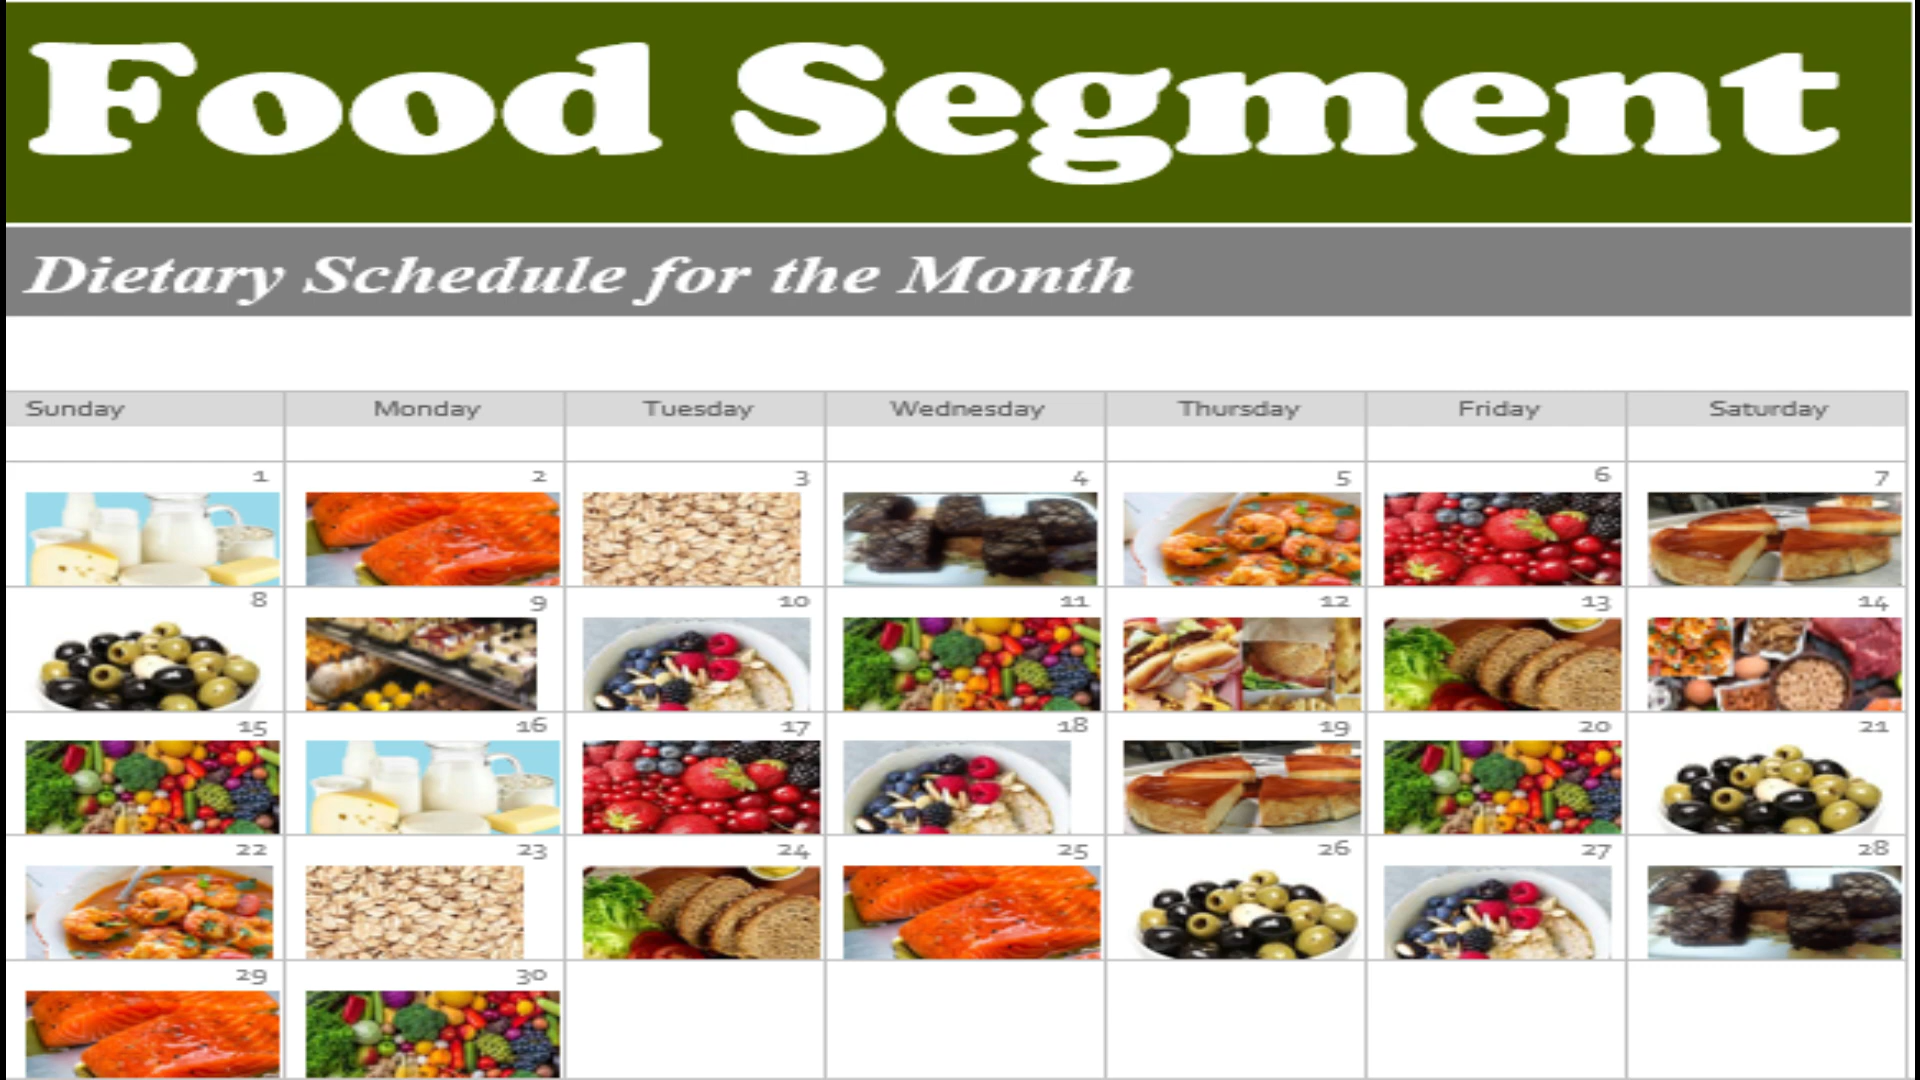 Food Segment
Dietary Schedule for the Month
Sunday Monday Tuesday Wednesday Thursday Friday Saturday
1 2 3 4 5 6 7
8 9 10 11 12 13 14
15 16 17 18 19 20 21
22 23 24 25 26 27 28
29 30